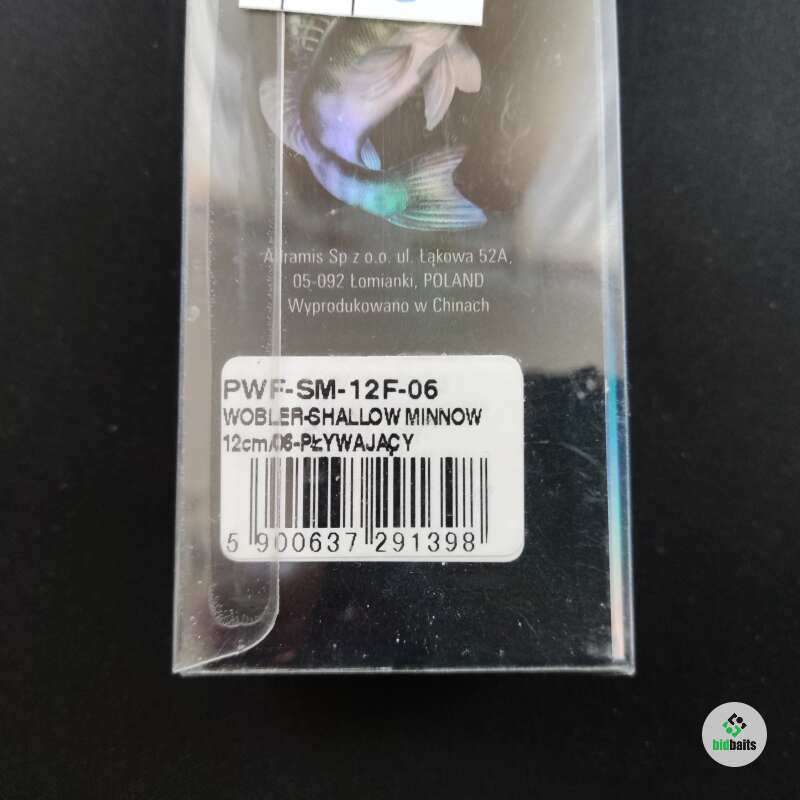 Aframis Sp z o.o. ul. Łąkowa 52A,
05-092 Łomianki, POLAND
Wyprodukowano w Chinach
PWF-SM-12F-06
WOBLER-SHALLOW MINNOW
12cm/06-PŁYWAJĄCY
5 900637 291398
bidbaits